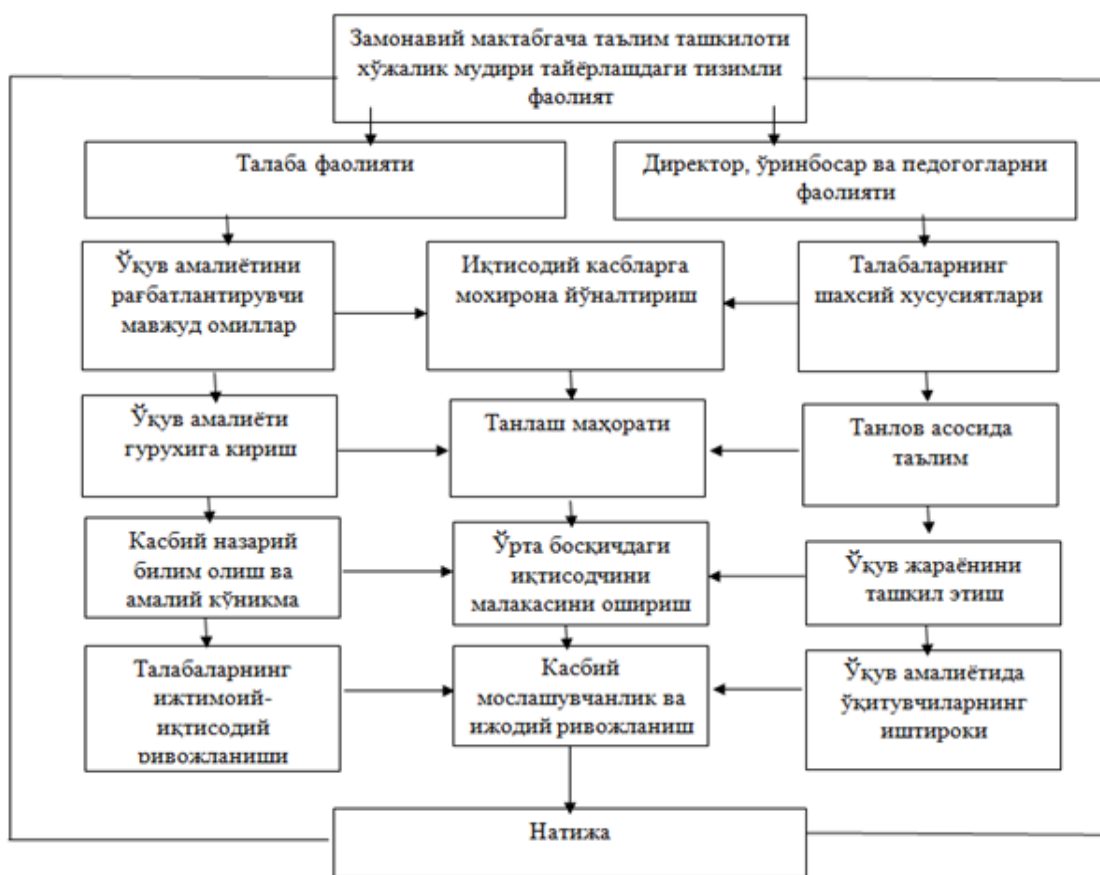 Замонавий мактабгача таълим ташкилоти
хўжалик мудири тайёрлашдаги тизимли
фаолият
Талаба фаолияти
Директор, ўринбосар ва педогогларни
фаолияти
Ўқув амалиётини
рағбатлантирувчи
мавжуд омиллар
Иқтисодий касбларга
мохирона йўналтириш
Талабаларнинг
шахсий хусусиятлари
Ўқув амалиёти
гурухига кириш
Танлаш маҳорати
Танлов асосида
таълим
Касбий назарий
билим олиш ва
амалий кўникма
Ўрта босқичдаги
иқтисодчини
малакасини ошириш
Ўқув жараёнини
ташкил этиш
Талабаларнинг
ижтимоий-
иқтисодий
ривожланиши
Касбий
мослашувчанлик ва
ижодий ривожланиш
Ўқув амалиётида
ўқитувчиларнинг
иштироки
Натижа